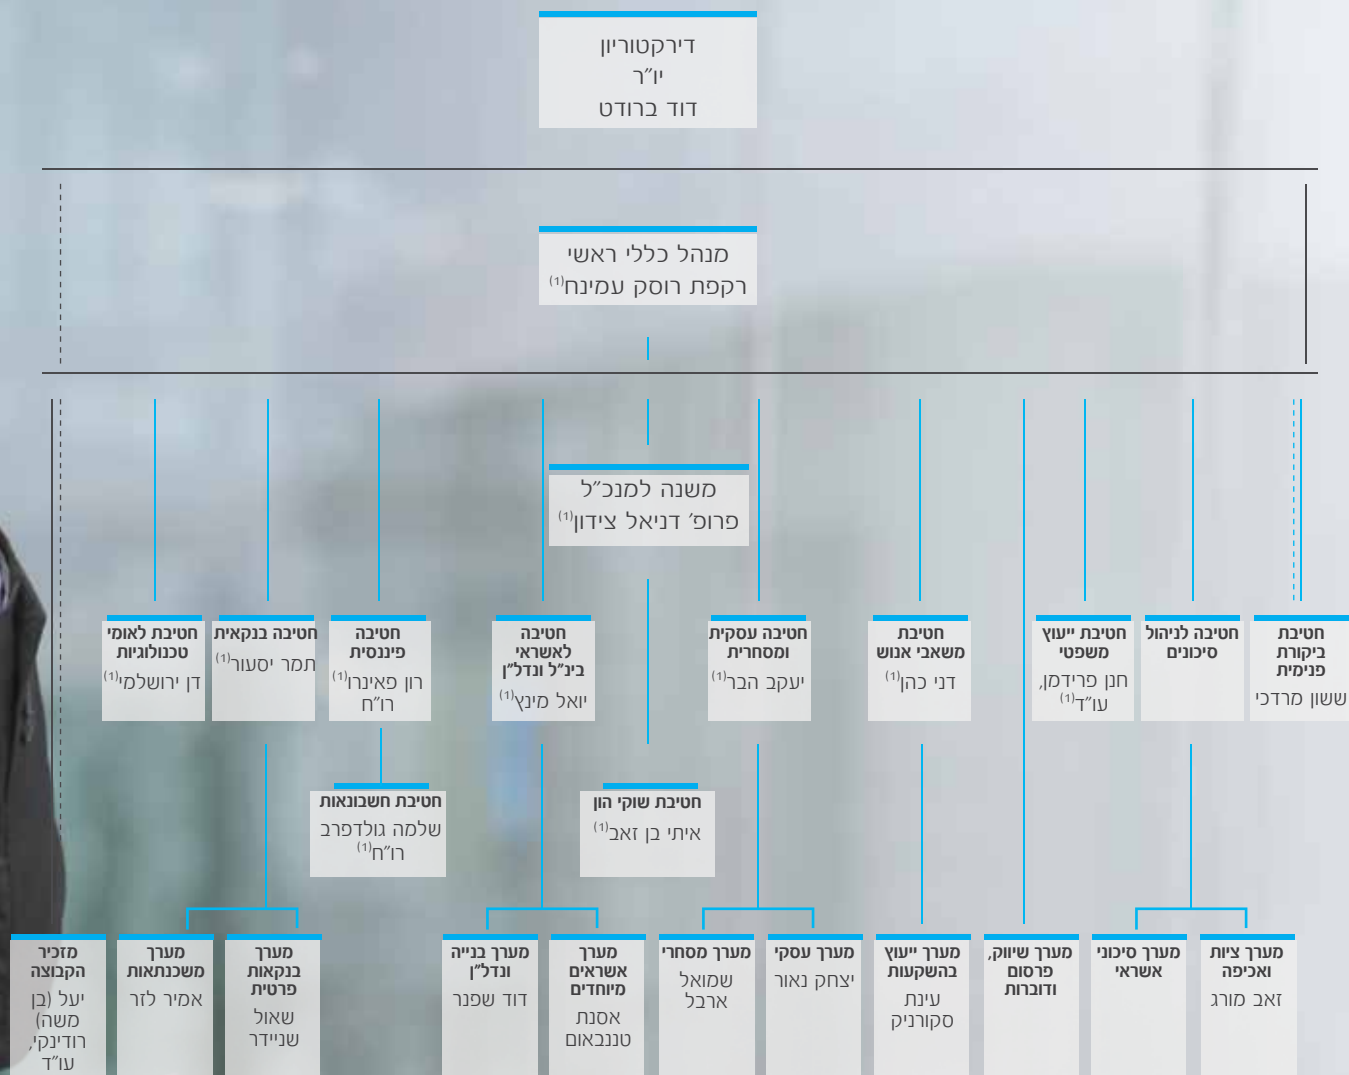 דירקטוריון
יו"ר
דוד ברודט
מנהל כללי ראשי
רקפת רוסק עמינח(1)
משנה למנכ"ל
פרופ' דניאל צידון(1)
חטיבת
ביקורת
פנימית
ששון מרדכי
חטיבה לניהול
סיכונים
חטיבת ייעוץ
משפטי
חנן פרידמן,
עו"ד(1)
חטיבת
משאבי אנוש
דני כהן(1)
חטיבה עסקית
ומסחרית
יעקב הבר(1)
חטיבה
לאשראי
בינ"ל ונדל"ן
יואל מינץ(1)
חטיבה
פיננסית
רון פאינרו(1)
רו"ח
חטיבה בנקאית
תמר יסעור(1)
חטיבת לאומי
טכנולוגיות
דן ירושלמי(1)
חטיבת שוקי הון
איתי בן זאב(1)
חטיבת חשבונאות
שלמה גולדפרב
רו"ח(1)
מערך ציות
ואכיפה
זאב מורג
מערך סיכוני
אשראי
מערך שיווק,
פרסום
ודוברות
מערך ייעוץ
בהשקעות
עינת
סקורניק
מערך עסקי
יצחק נאור
מערך מסחרי
שמואל
ארבל
מערך
אשראים
מיוחדים
אסנת
טננבאום
מערך בנייה
ונדל"ן
דוד שפנר
מערך
בנקאות
פרטית
שאול
שניידר
מערך
משכנתאות
אמיר לזר
מזכיר
הקבוצה
יעל (בן
משה)
רודינקי,
עו"ד